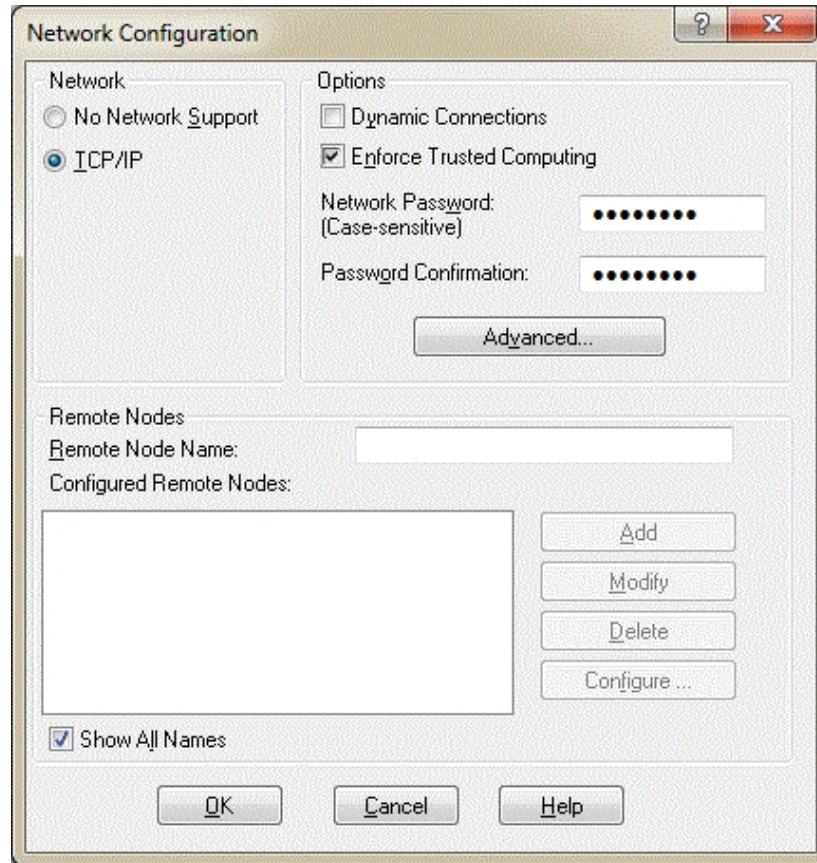 Network Configuration
Network
No Network Support
TCP/IP
Options
Dynamic Connections
Enforce Trusted Computing
Network Password:
(Case-sensitive)
••••••••
Password Confirmation:
••••••••
Advanced...
Remote Nodes
Remote Node Name:
Configured Remote Nodes:
Add
Modify
Delete
Configure ...
Show All Names
OK Cancel Help